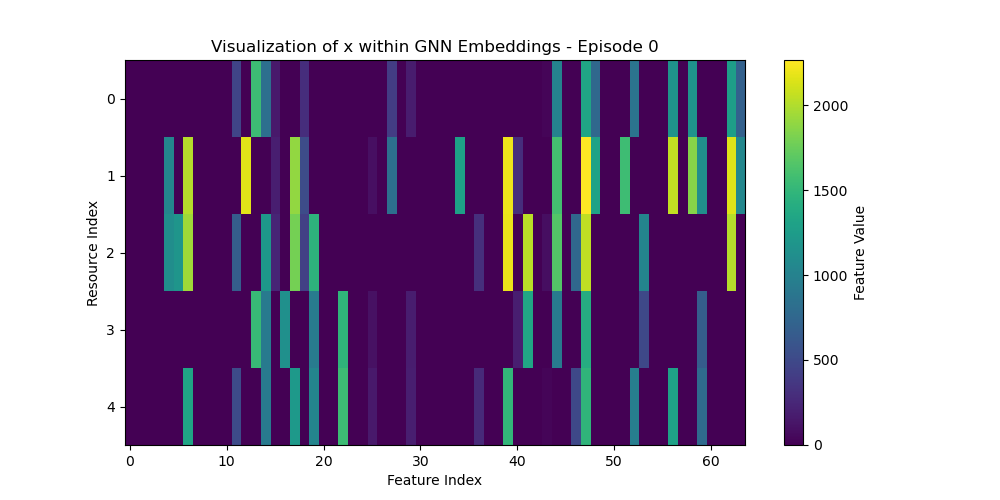 Visualization of x within GNN Embeddings - Episode 0
Resource Index
0
1
2
3
4
0 10 20 30 40 50 60
Feature Index
2000
1500
1000
500
0
Feature Value